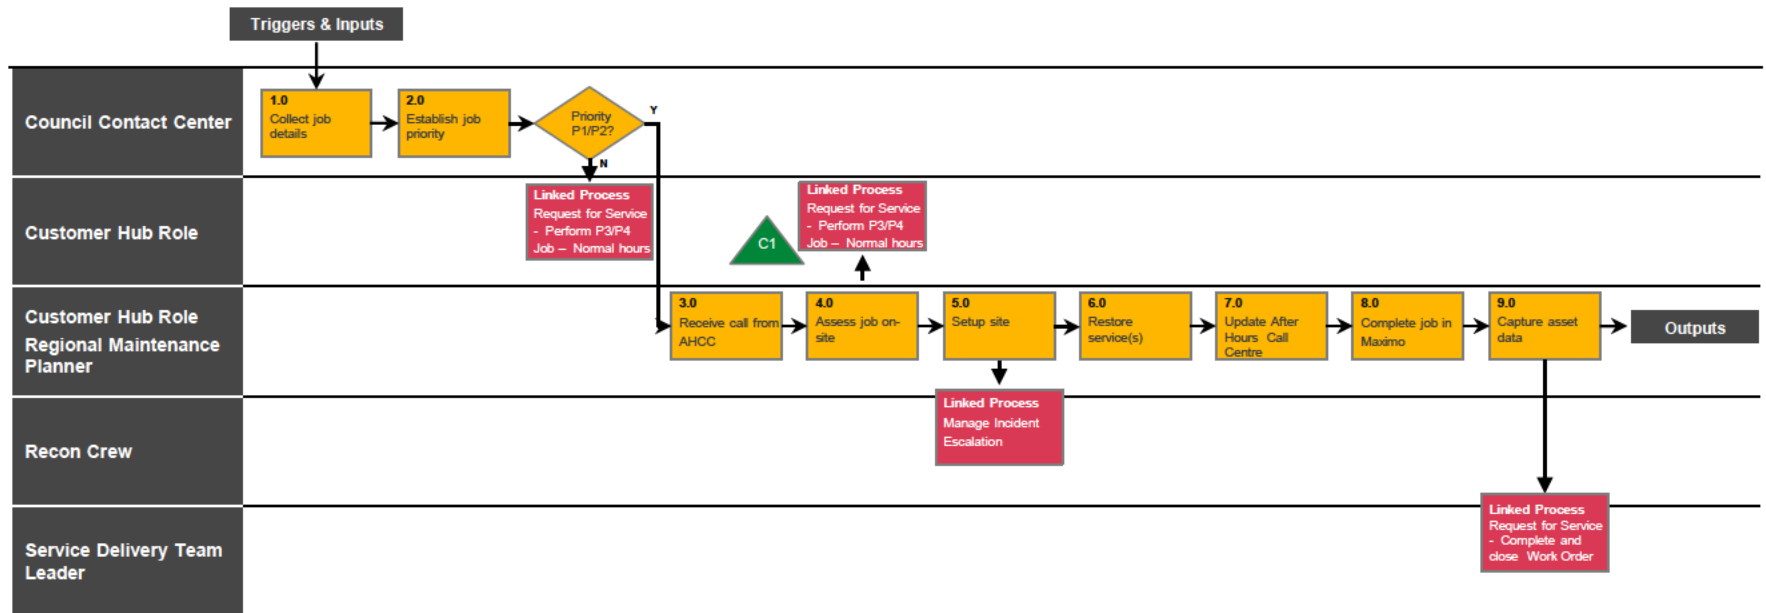 Triggers & Inputs
Council Contact Center
1.0
Collect job
details
2.0
Establish job
priority
Priority
P1/P2?
Y
N
Customer Hub Role
Linked Process
Request for Service
- Perform P3/P4
Job – Normal hours
C1
Linked Process
Request for Service
- Perform P3/P4
Job – Normal hours
Customer Hub Role
Regional Maintenance
Planner
3.0
Receive call from
AHCC
4.0
Assess job on-
site
5.0
Setup site
6.0
Restore
service(s)
7.0
Update After
Hours Call
Centre
8.0
Complete job in
Maximo
9.0
Capture asset
data
Outputs
Recon Crew
Linked Process
Manage Incident
Escalation
Service Delivery Team
Leader
Linked Process
Request for Service
- Complete and
close Work Order